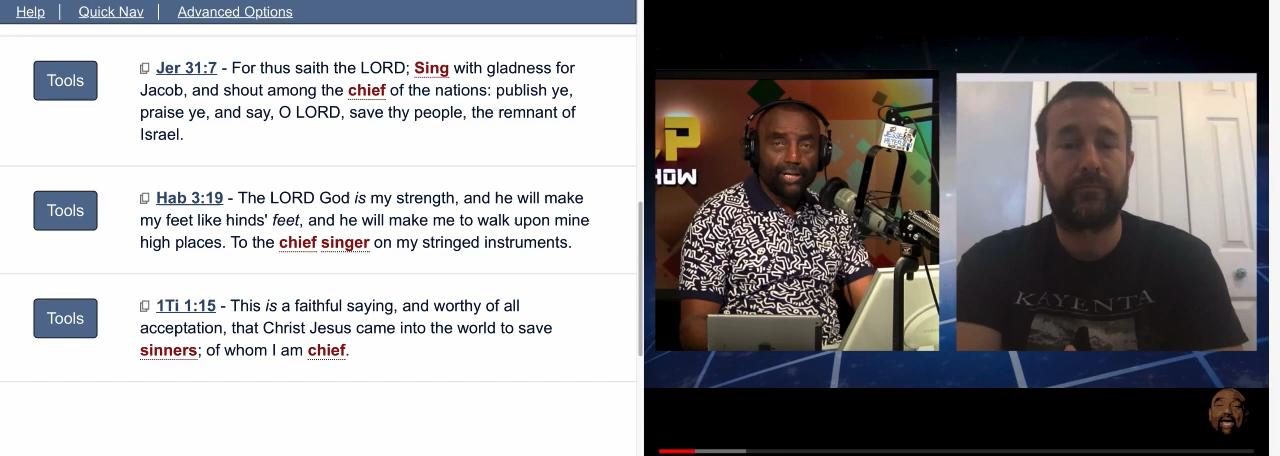 Help | Quick Nav | Advanced Options
Tools
Jer 31:7 - For thus saith the LORD; Sing with gladness for
Jacob, and shout among the chief of the nations: publish ye,
praise ye, and say, O LORD, save thy people, the remnant of
Israel.
Tools
Hab 3:19 - The LORD God is my strength, and he will make
my feet like hinds' feet, and he will make me to walk upon mine
high places. To the chief singer on my stringed instruments.
Tools
1Ti 1:15 - This is a faithful saying, and worthy of all
acceptation, that Christ Jesus came into the world to save
sinners; of whom I am chief.
P
HOW
JESSE
PETERSON
KAYENTA